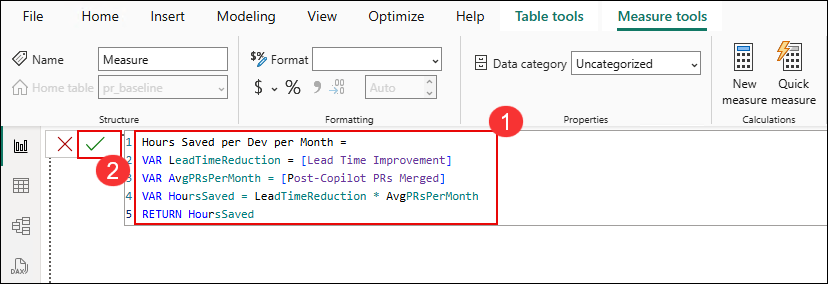 File Home Insert Modeling View Optimize Help Table tools Measure tools
Name Measure
Home table pr_baseline
Structure
Format
$ % , .00 →0 Auto
Formatting
Data category Uncategorized
Properties
New measure
Quick measure
Calculations
1
2
1 Hours Saved per Dev per Month =
2 VAR LeadTimeReduction = [Lead Time Improvement]
3 VAR AvgPRsPerMonth = [Post-Copilot PRs Merged]
4 VAR HoursSaved = LeadTimeReduction * AvgPRsPerMonth
5 RETURN HoursSaved
DAX